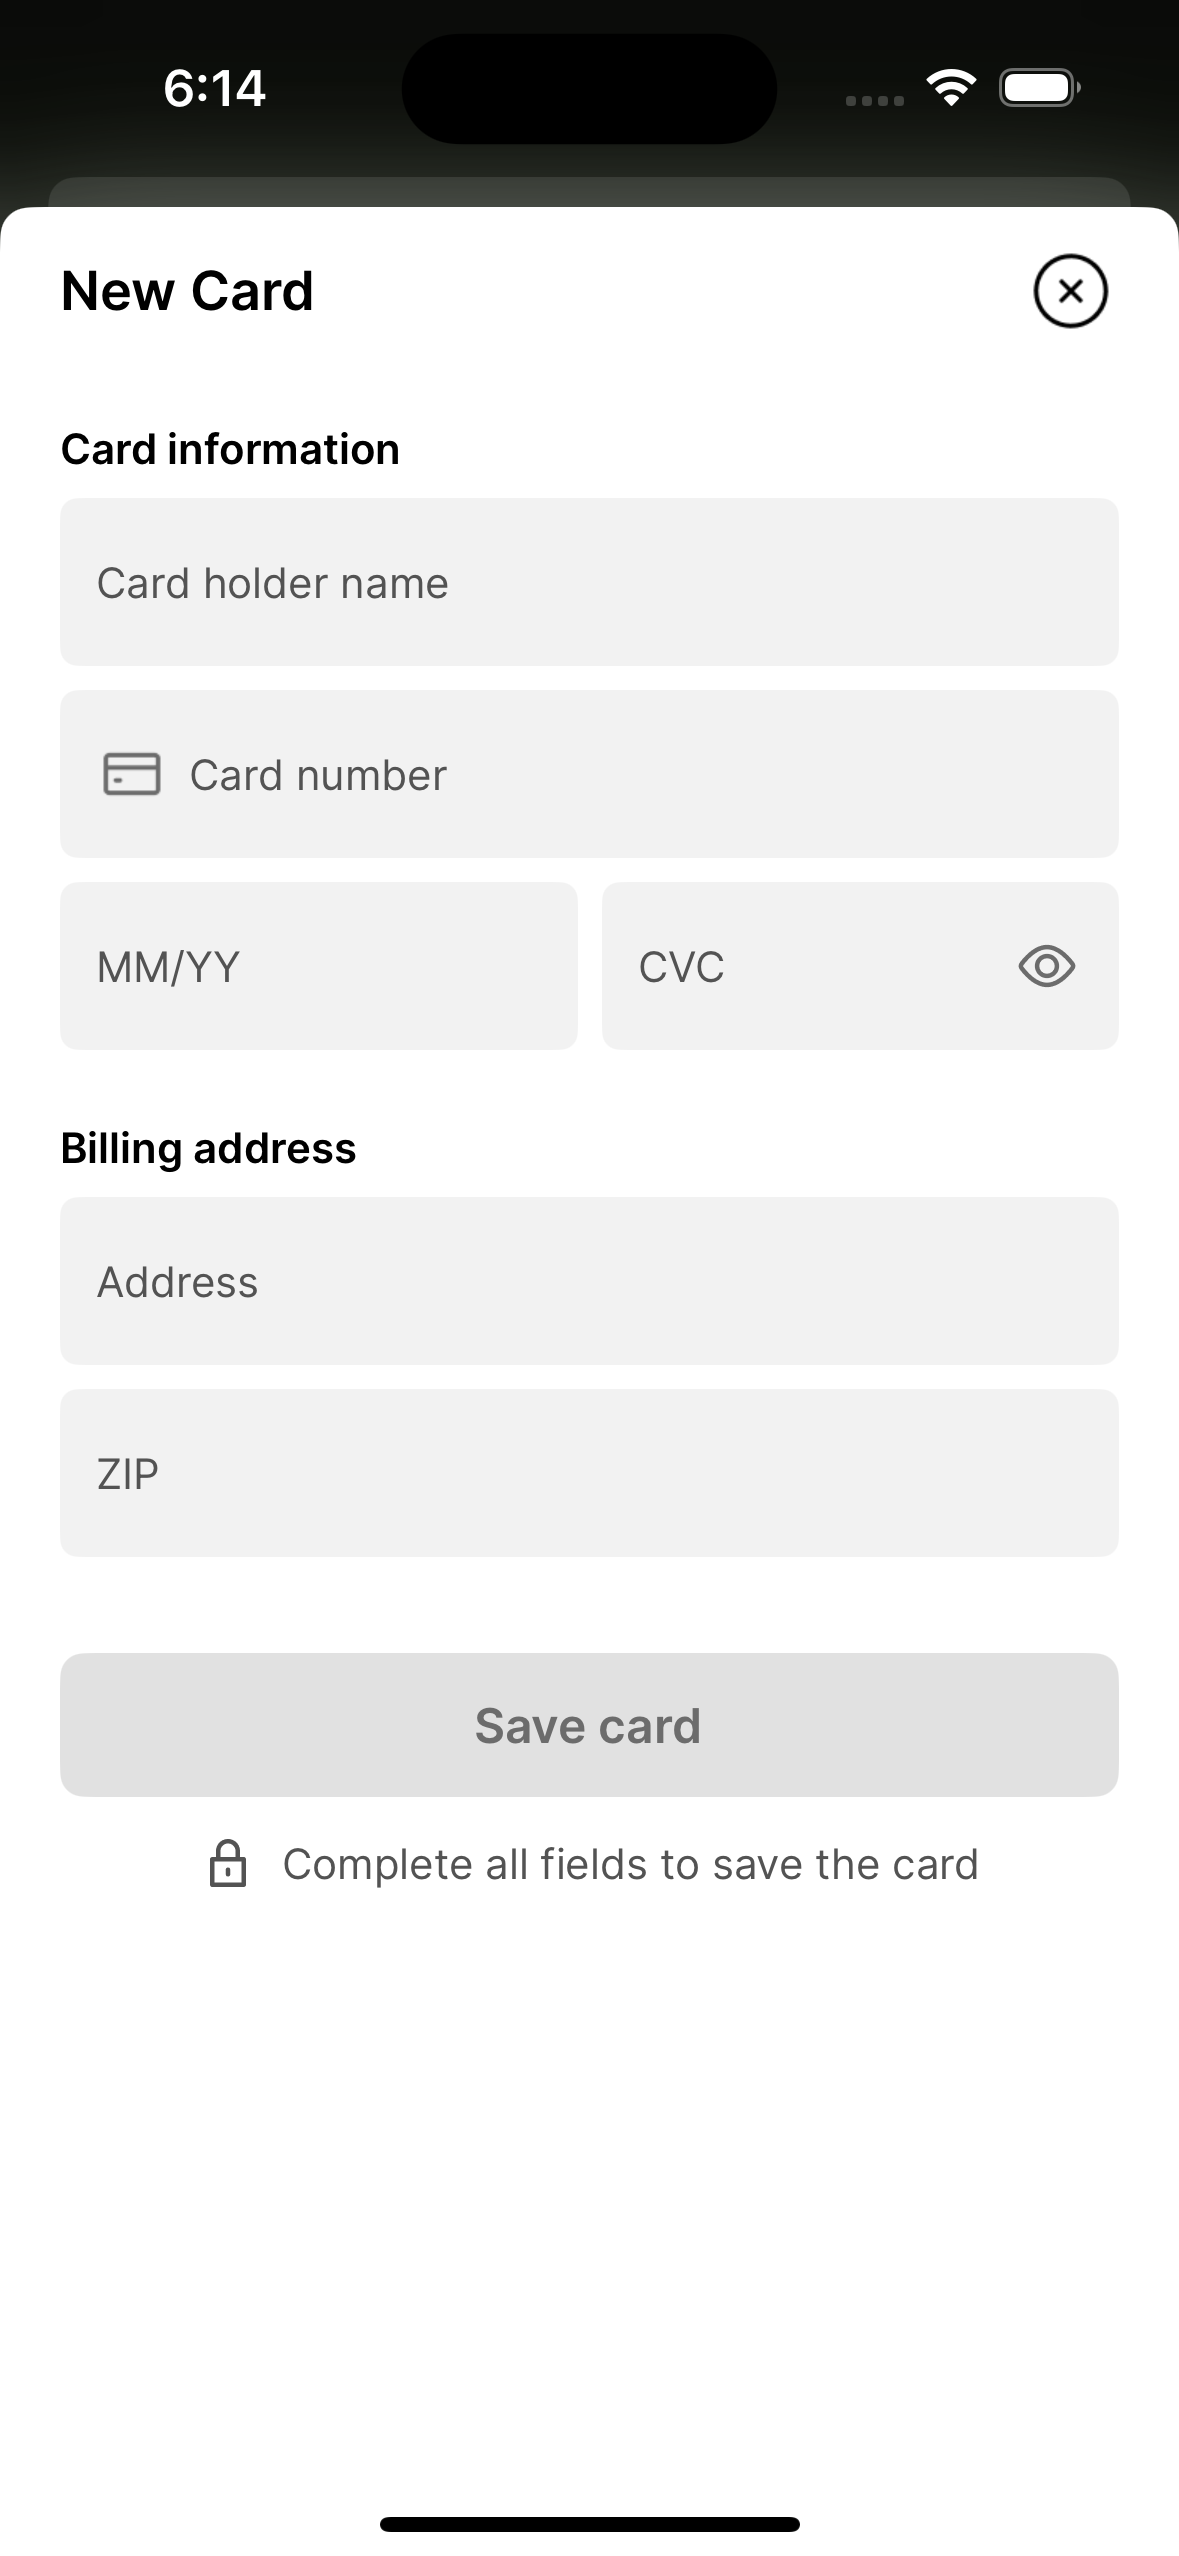 6:14
New Card
Card information
Card holder name
Card number
MM/YY
CVC
Billing address
Address
ZIP
Save card
Complete all fields to save the card